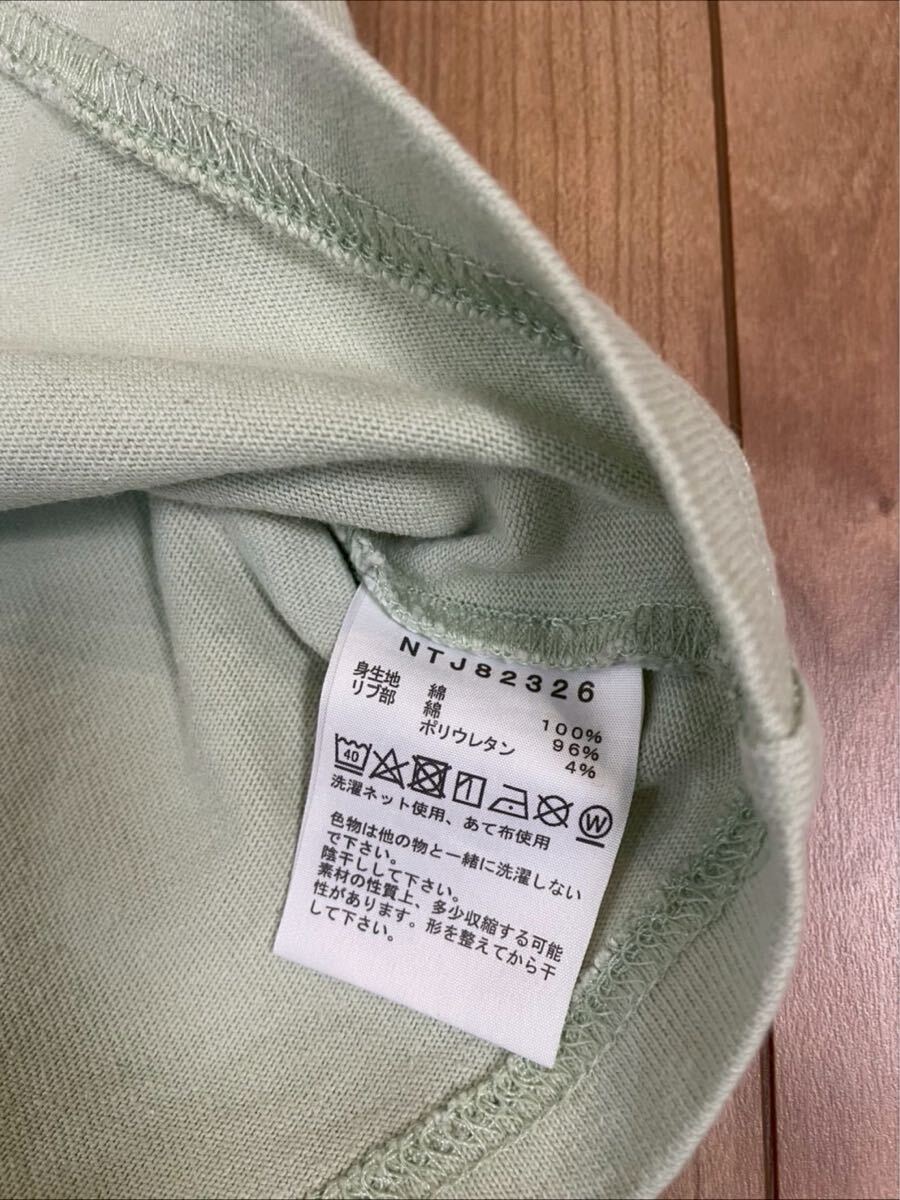 NTJ82326
身生地 綿 100%
リブ部 綿 96%
ポリウレタン 4%
40
W
洗濯ネット使用、あて布使用
色物は他の物と一緒に洗濯しない
で下さい。
陰干しして下さい。
素材の性質上、多少収縮する可能
性があります。形を整えてから干
して下さい。